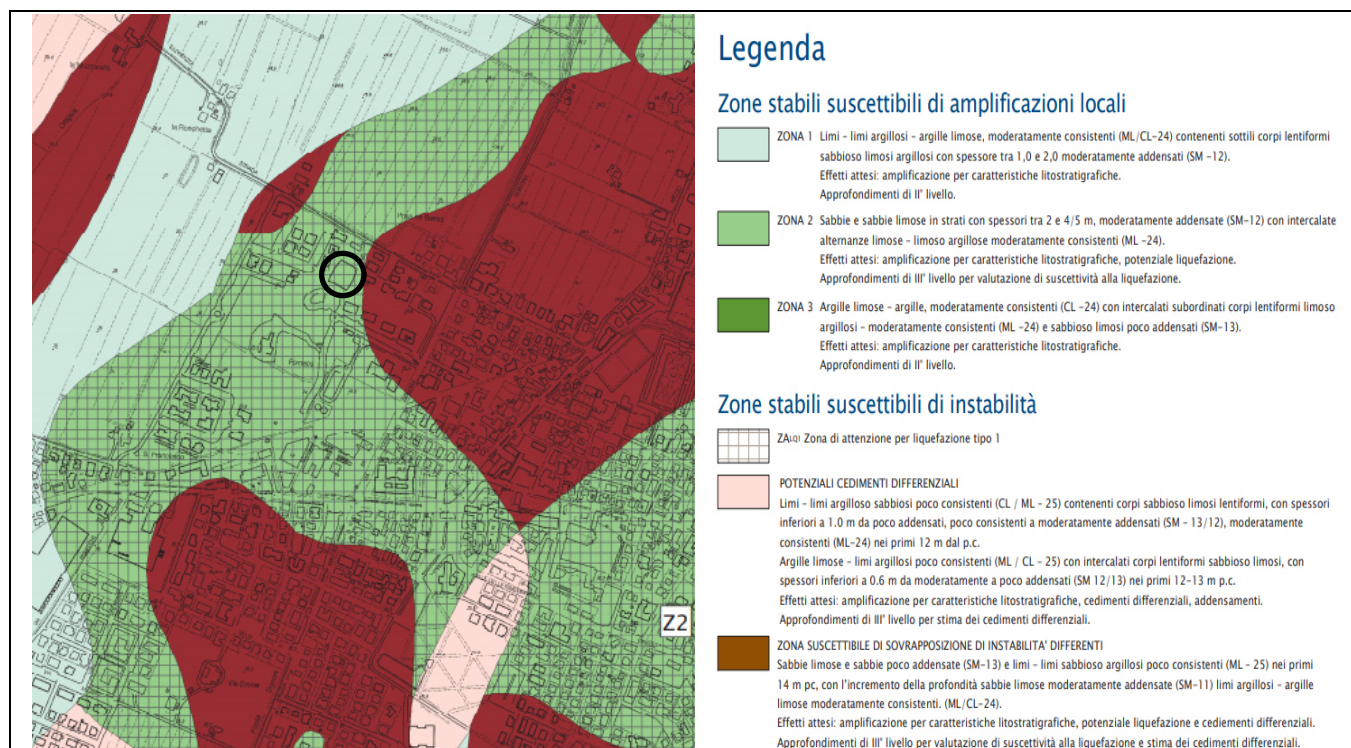 Legenda
Zone stabili suscettibili di amplificazioni locali
ZONA 1 Limi - limi argillosi - argille limose, moderatamente consistenti (ML/CL-24) contenenti sottili corpi lentiformi
sabbioso limosi argillosi con spessore tra 1,0 e 2,0 moderatamente addensati (SM -12).
Effetti attesi: amplificazione per caratteristiche litostratigrafiche.
Approfondimenti di II° livello.
ZONA 2 Sabbie e sabbie limose in strati con spessori tra 2 e 4/5 m, moderatamente addensate (SM-12) con intercalate
alternanze limose - limoso argillose moderatamente consistenti (ML -24).
Effetti attesi: amplificazione per caratteristiche litostratigrafiche, potenziale liquefazione.
Approfondimenti di III° livello per valutazione di suscettività alla liquefazione.
ZONA 3 Argille limose - argille, moderatamente consistenti (CL -24) con intercalati subordinati corpi lentiformi limoso
argillosi - moderatamente consistenti (ML -24) e sabbioso limosi poco addensati (SM-13).
Effetti attesi: amplificazione per caratteristiche litostratigrafiche.
Approfondimenti di II° livello.
Zone stabili suscettibili di instabilità
ZALQ1 Zona di attenzione per liquefazione tipo 1
POTENZIALI CEDIMENTI DIFFERENZIALI
Limi - limi argilloso sabbiosi poco consistenti (CL / ML - 25) contenenti corpi sabbioso limosi lentiformi, con spessori
inferiori a 1.0 m da poco addensati, poco consistenti a moderatamente addensati (SM - 13/12), moderatamente
consistenti (ML-24) nei primi 12 m dal p.c.
Argille limose - limi argillosi poco consistenti (ML / CL - 25) con intercalati corpi lentiformi sabbioso limosi, con
spessori inferiori a 0.6 m da moderatamente a poco addensati (SM 12/13) nei primi 12-13 m p.c.
Effetti attesi: amplificazione per caratteristiche litostratigrafiche, cedimenti differenziali, addensamenti.
Approfondimenti di III° livello per stima dei cedimenti differenziali.
ZONA SUSCETTIBILE DI SOVRAPPOSIZIONE DI INSTABILITA' DIFFERENTI
Sabbie limose e sabbie poco addensate (SM-13) e limi - limi sabbioso argillosi poco consistenti (ML - 25) nei primi
14 m pc, con l'incremento della profondità sabbie limose moderatamente addensate (SM-11) limi argillosi - argille
limose moderatamente consistenti. (ML/CL-24).
Effetti attesi: amplificazione per caratteristiche litostratigrafiche, potenziale liquefazione e cediementi differenziali.
Approfondimenti di III° livello per valutazione di suscettività alla liquefazione e stima dei cedimenti differenziali.
Z2